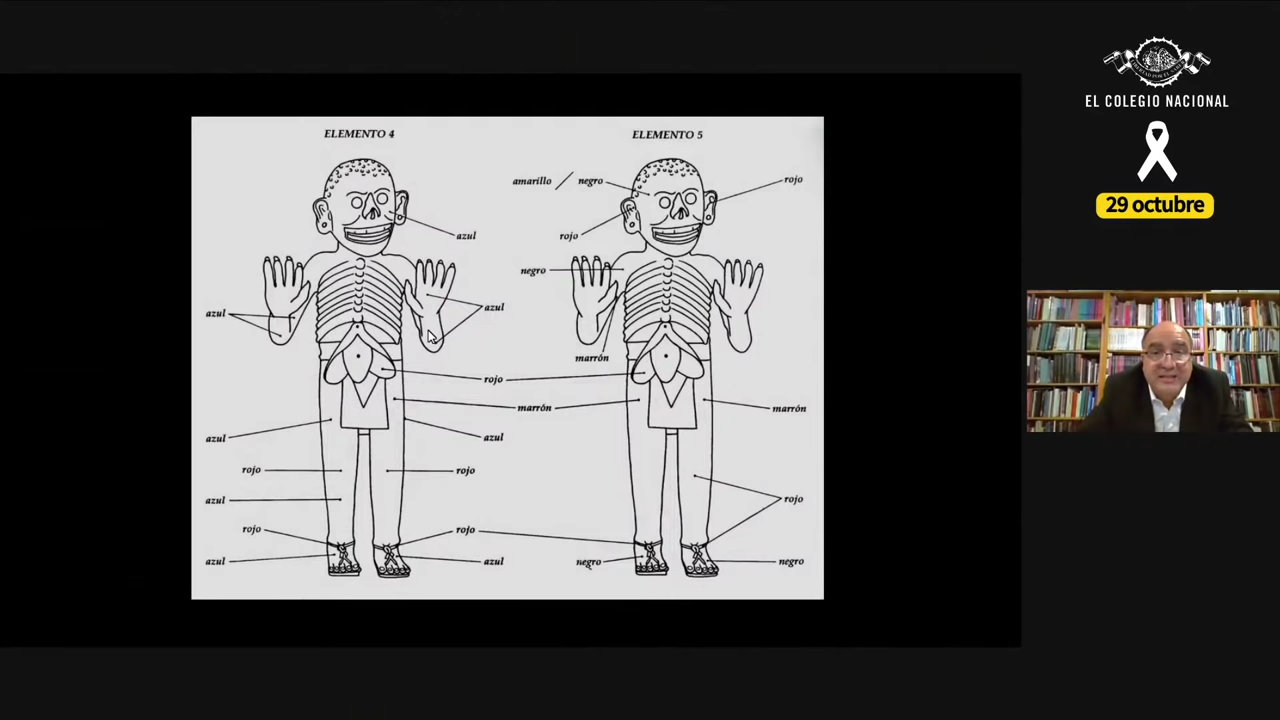 EL COLEGIO NACIONAL
29 octubre
ELEMENTO 4
azul
azul
azul
rojo
marrón
azul
azul
rojo
rojo
azul
rojo
rojo
azul
azul
ELEMENTO 5
amarillo / negro
rojo
rojo
negro
marrón
marrón
rojo
negro
negro